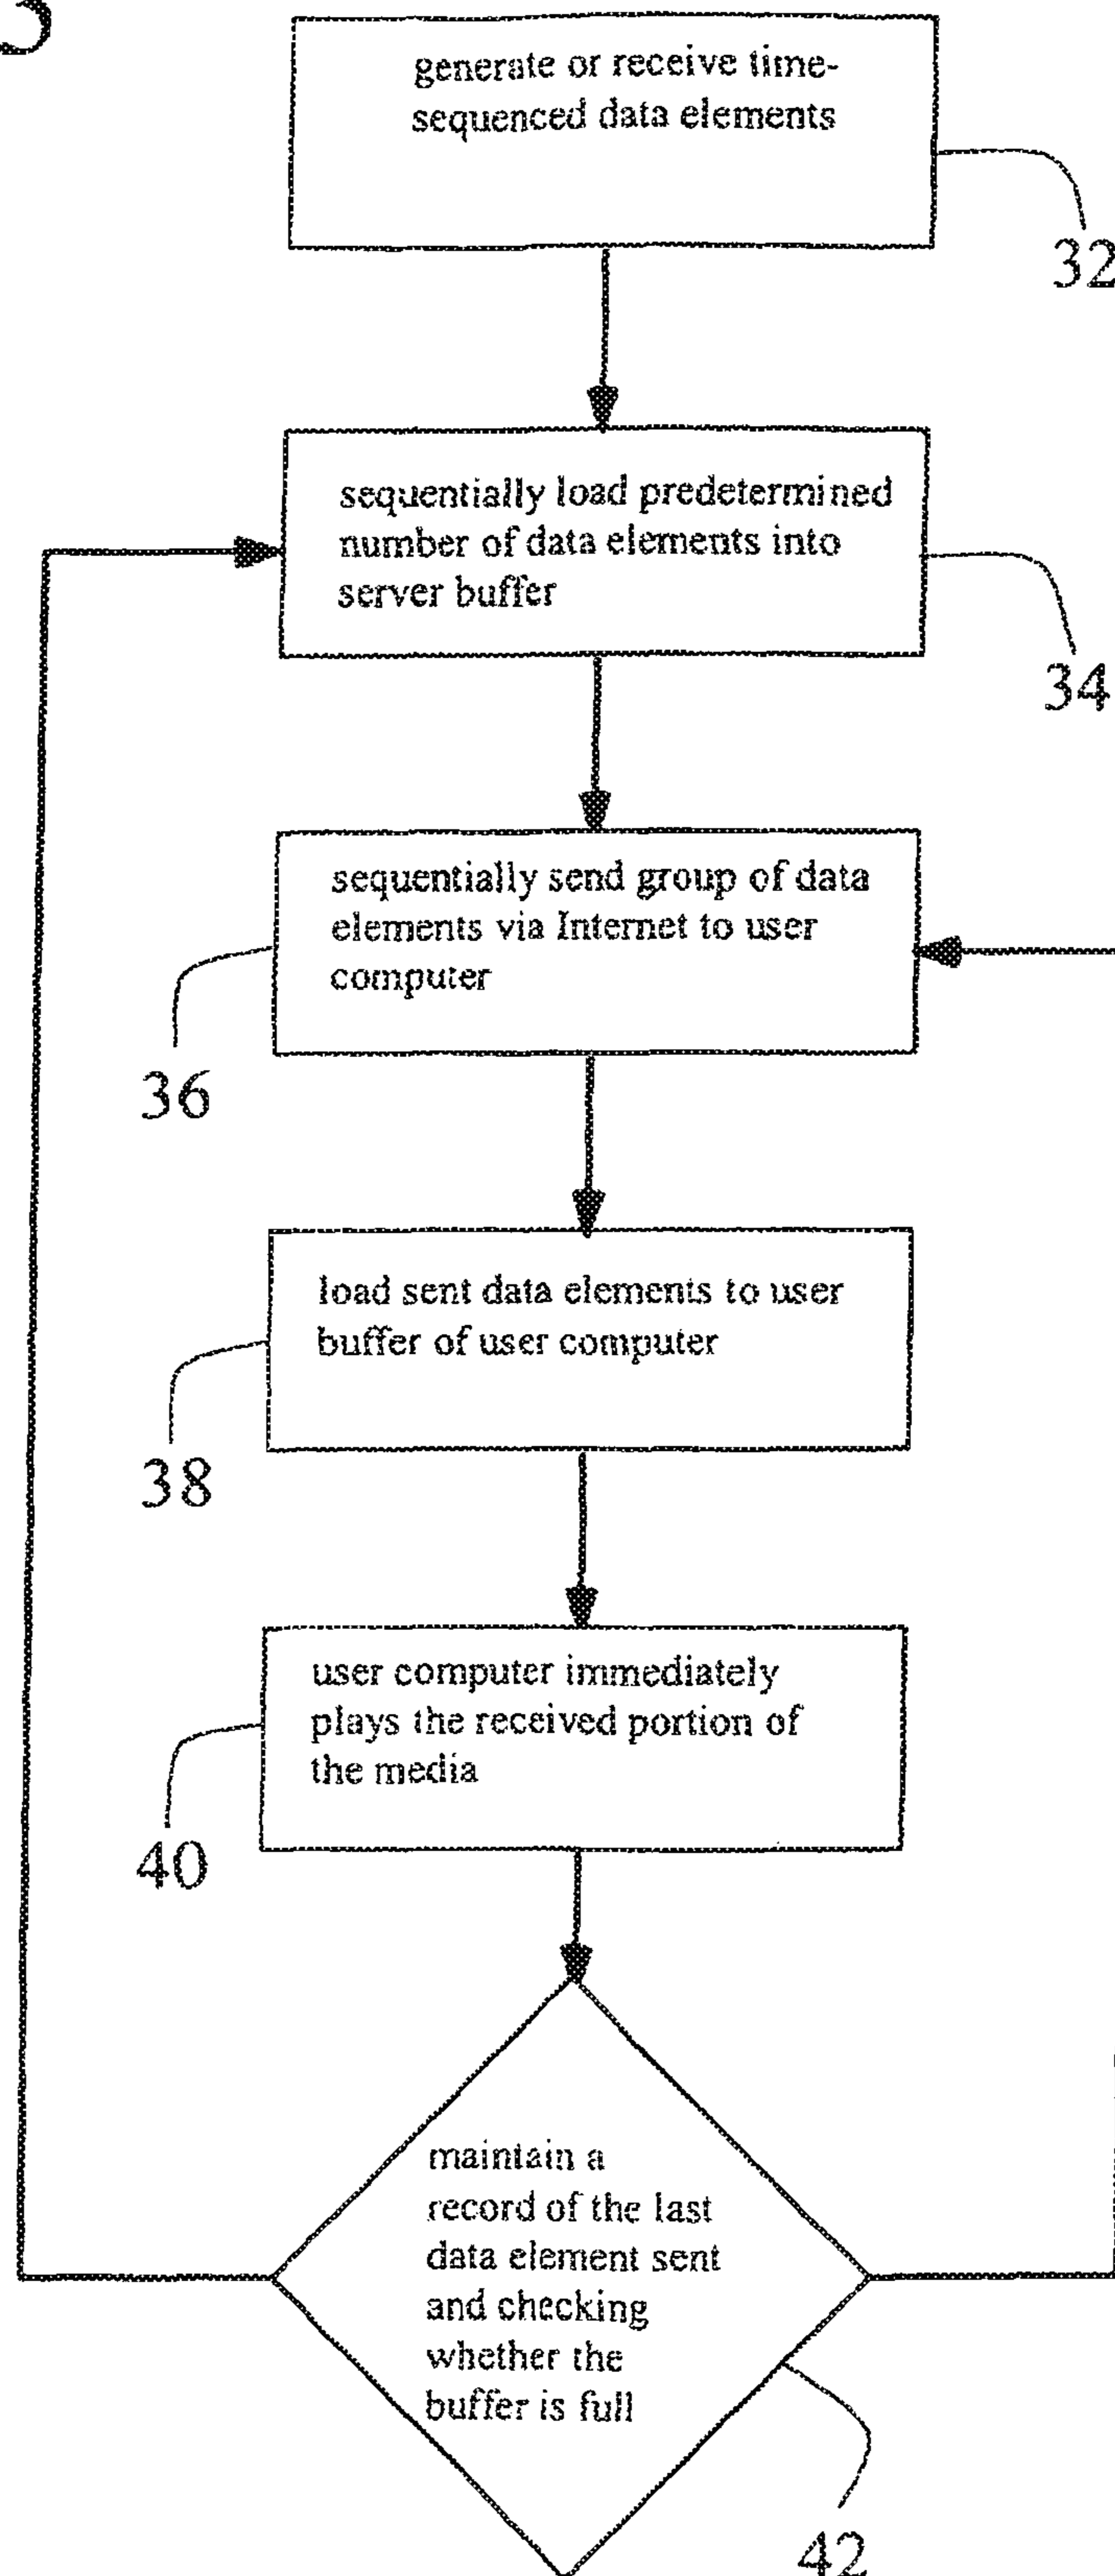 generate or receive time-
sequenced data elements
32
sequentially load predetermined
number of data elements into
server buffer
34
sequentially send group of data
elements via Internet to user
computer
36
load sent data elements to user
buffer of user computer
38
user computer immediately
plays the received portion of
the media
40
maintain a
record of the last
data element sent
and checking
whether the
buffer is full
42